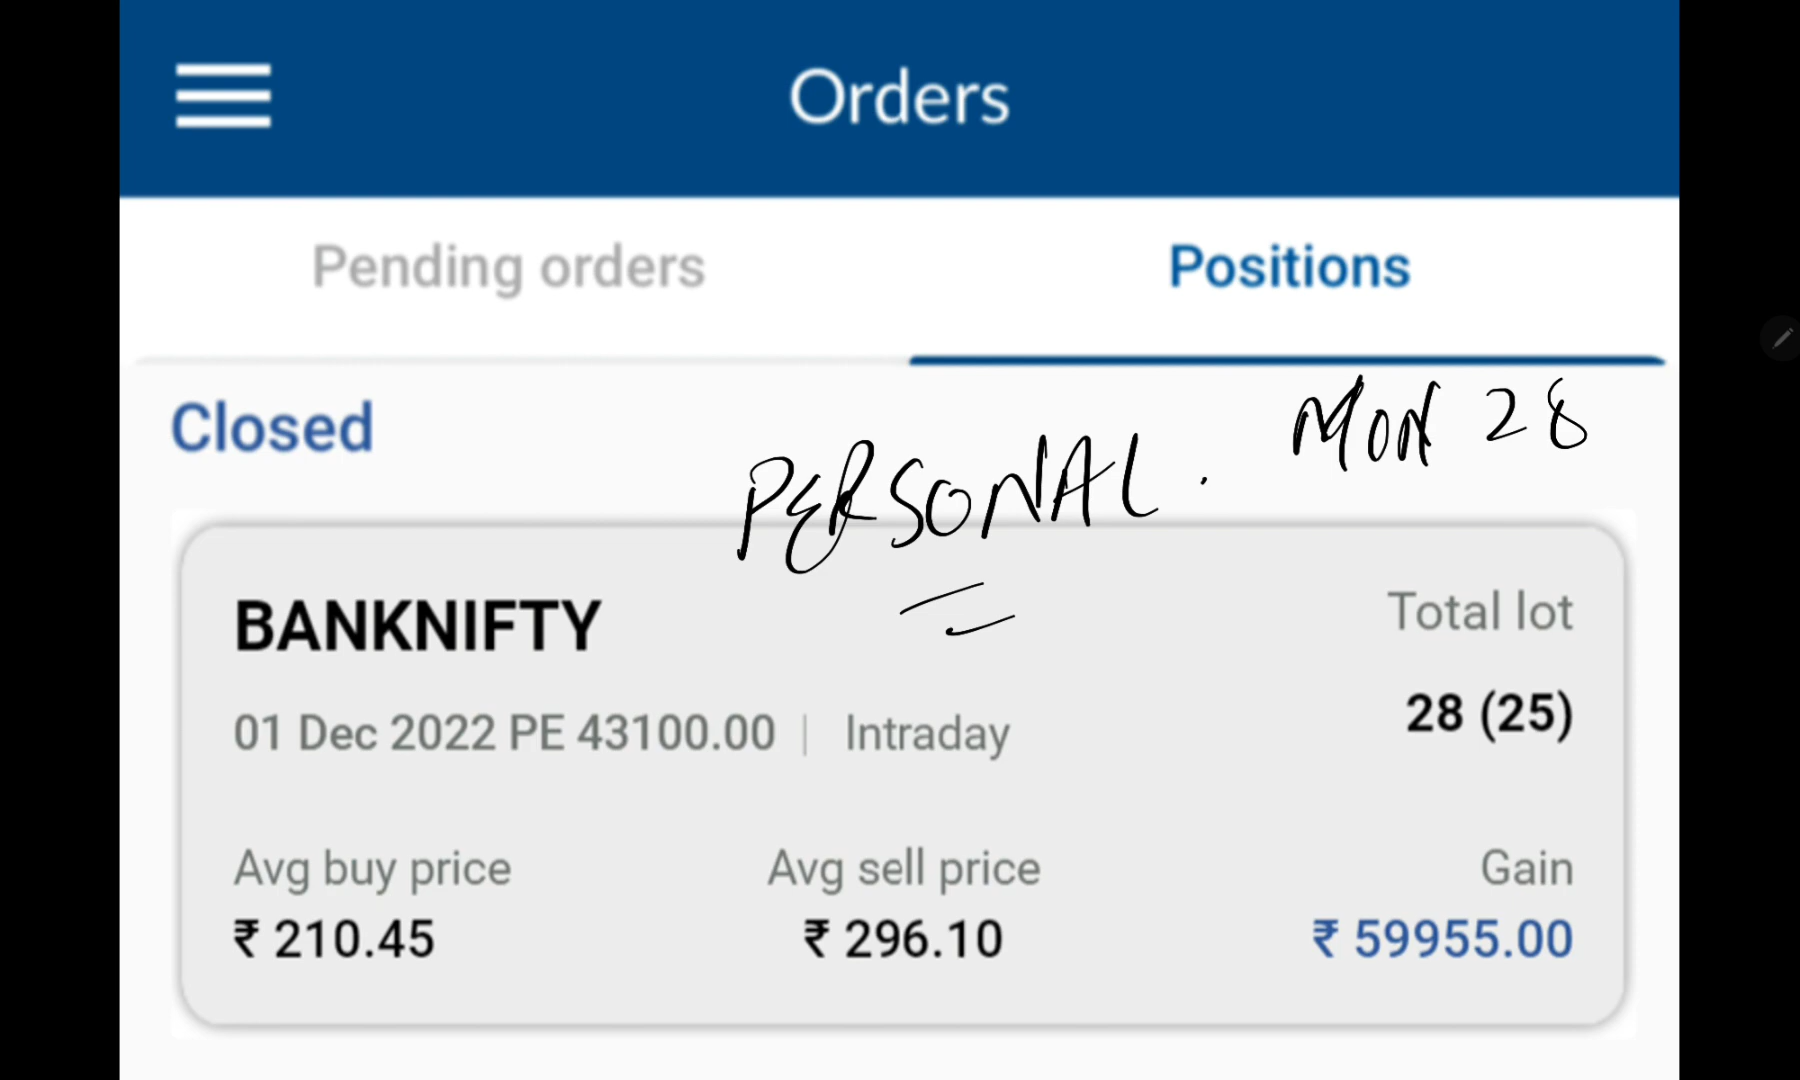 Orders
Pending orders Positions
Closed
PERSONAL. MON 28
BANKNIFTY
Total lot
01 Dec 2022 PE 43100.00 | Intraday
28 (25)
Avg buy price Avg sell price Gain
₹ 210.45 ₹ 296.10 ₹ 59955.00